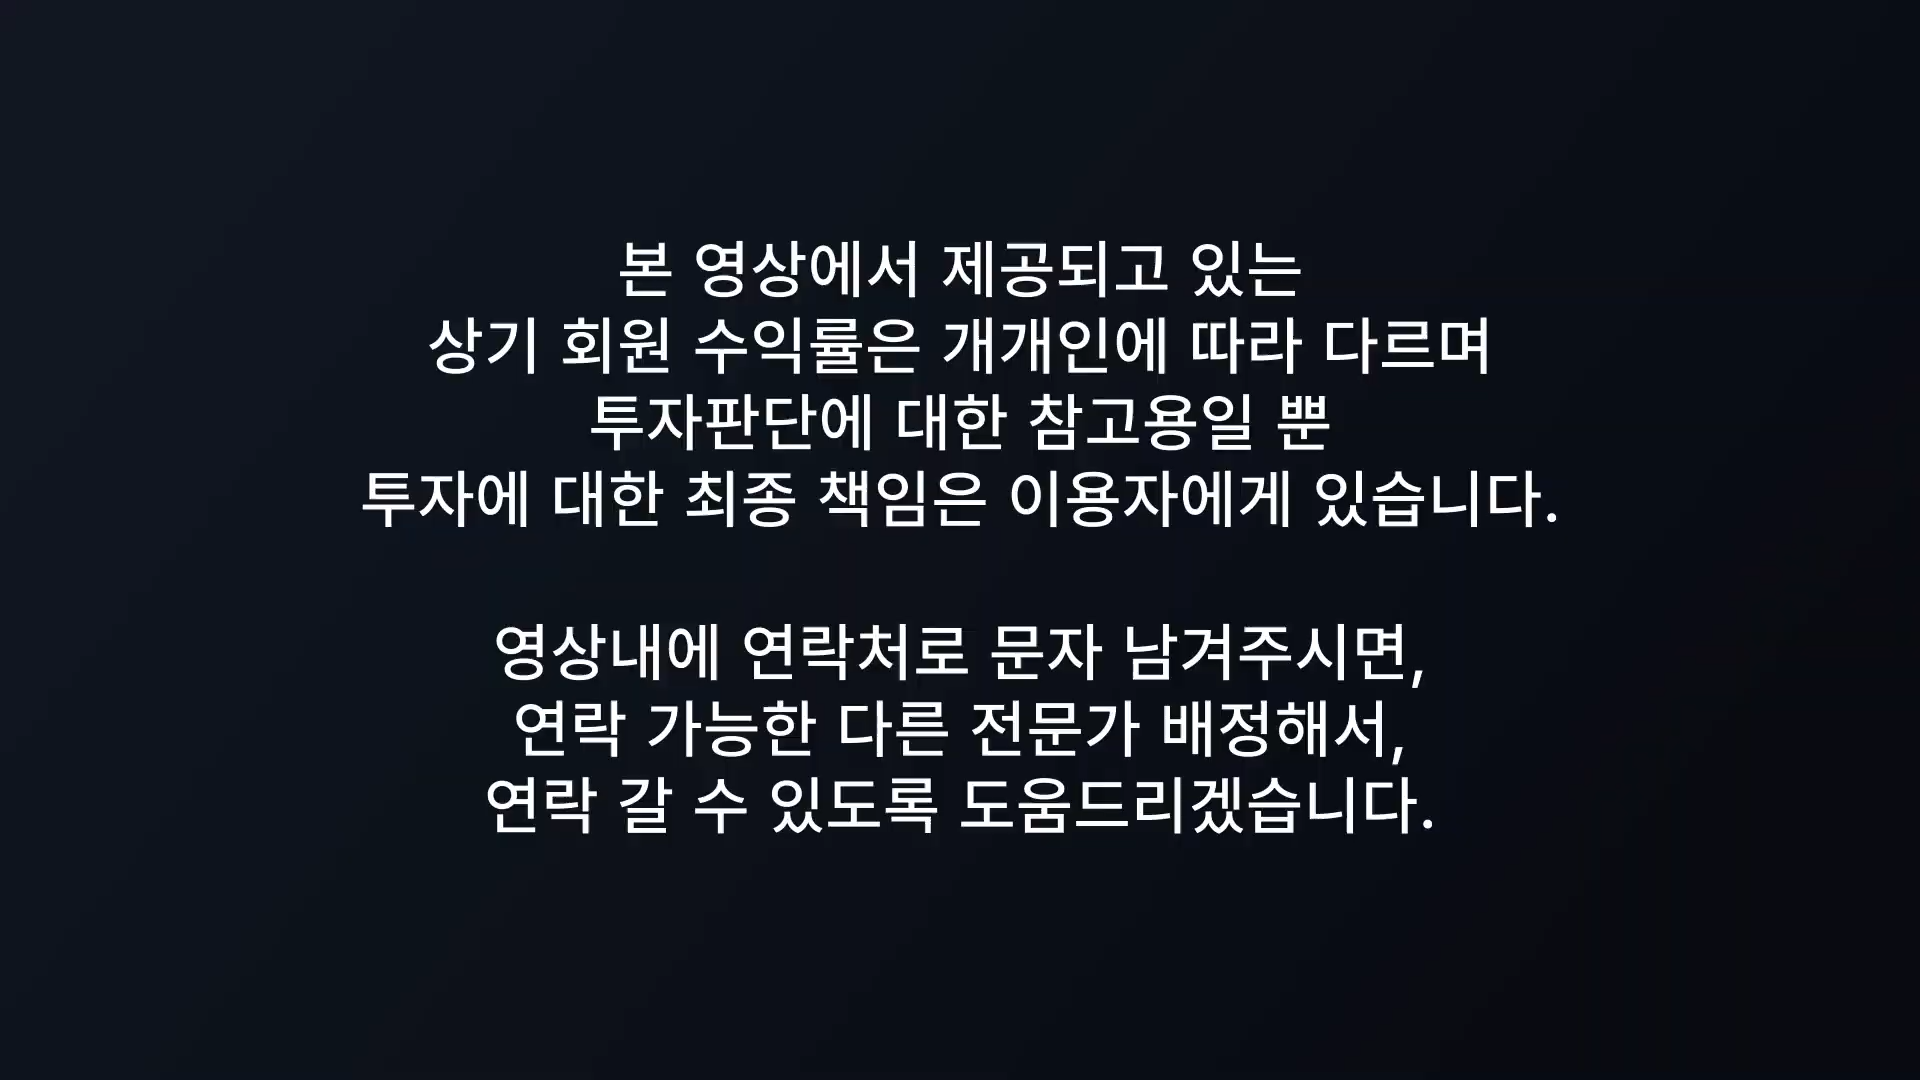 본 영상에서 제공되고 있는
상기 회원 수익률은 개개인에 따라 다르며
투자판단에 대한 참고용일 뿐
투자에 대한 최종 책임은 이용자에게 있습니다.
영상내에 연락처로 문자 남겨주시면,
연락 가능한 다른 전문가 배정해서,
연락 갈 수 있도록 도움드리겠습니다.